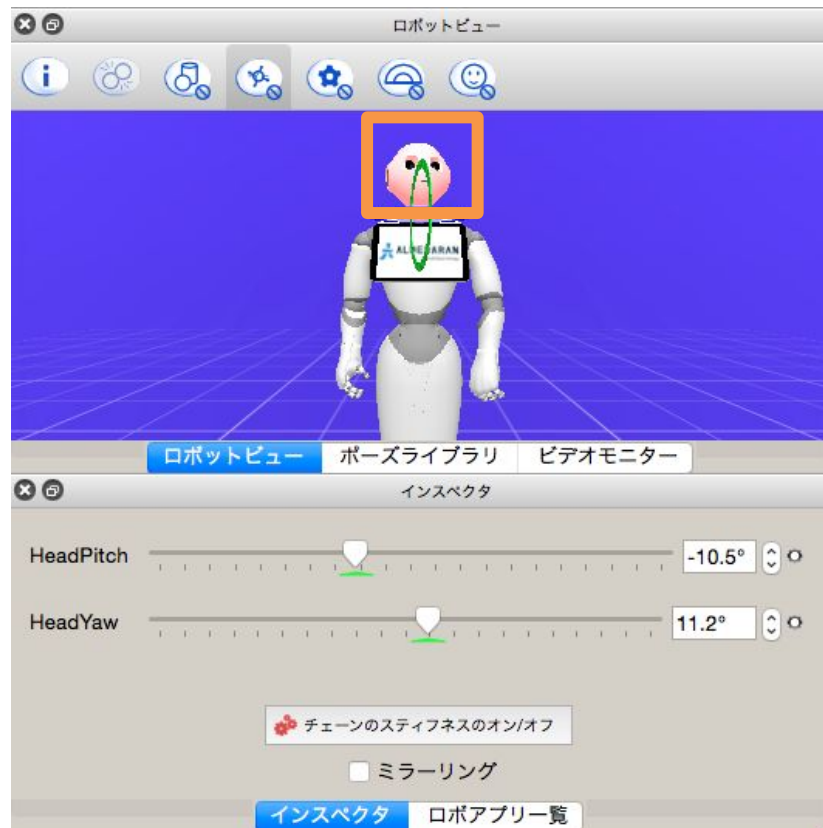 ロボットビュー
i
ALDEBARAN
ロボットビュー ポーズライブラリ ビデオモニター
インスペクタ
HeadPitch -10.5°
HeadYaw 11.2°
チェーンのスティフネスのオン/オフ
ミラーリング
インスペクタ ロボアプリ一覧